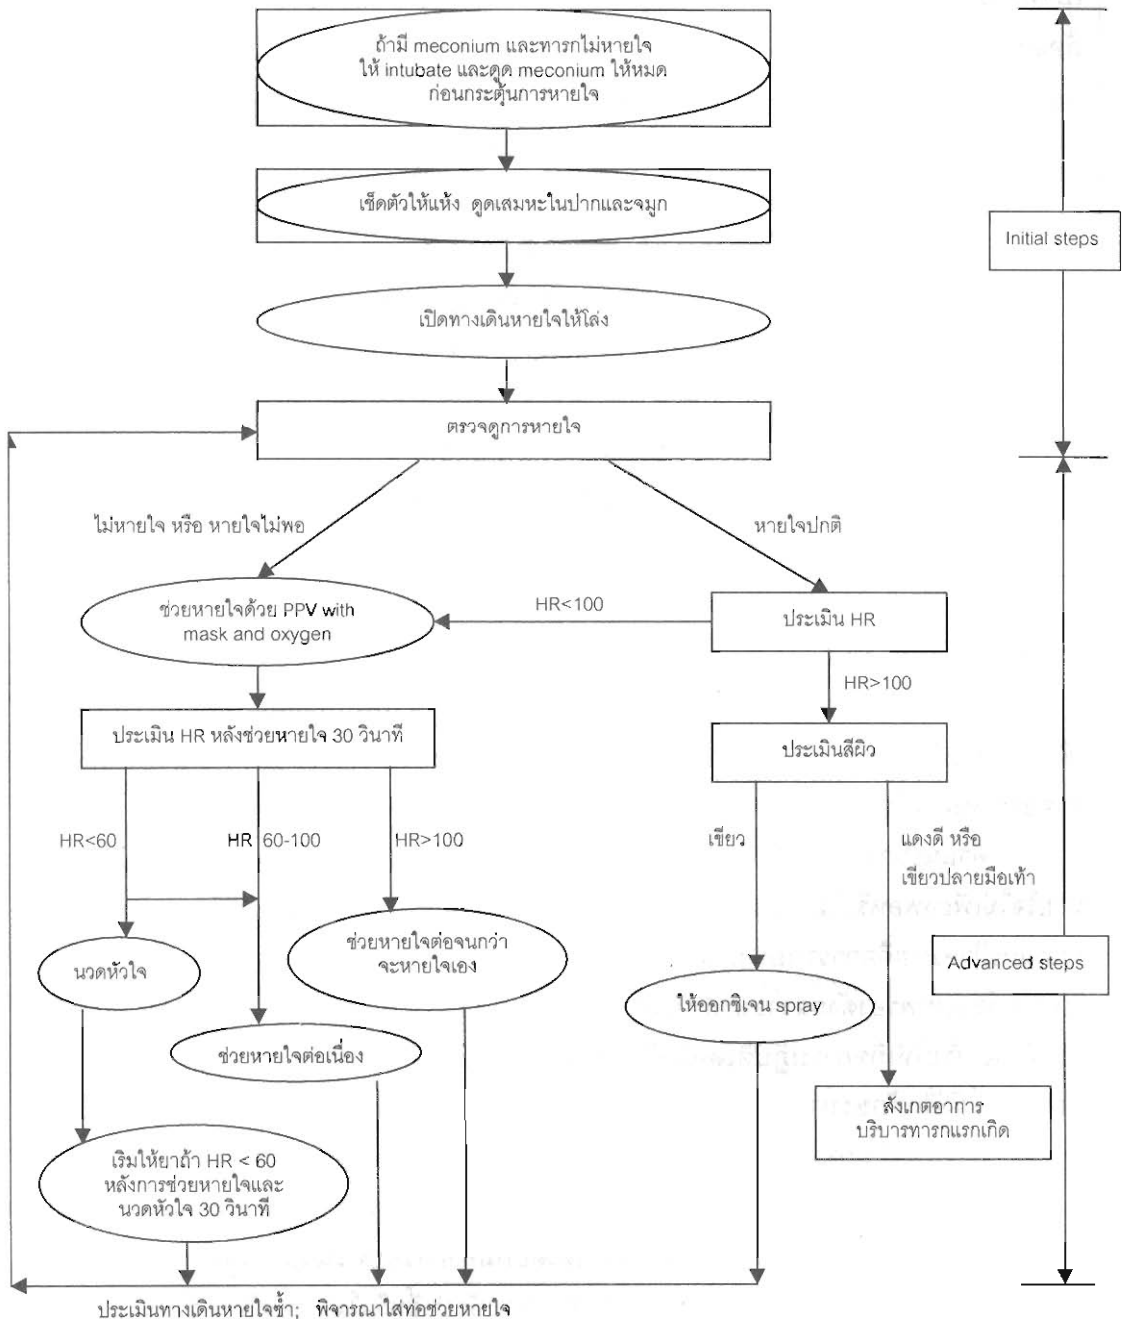 ถ้ามี meconium และทารกไม่หายใจ
ให้ intubate และดูด meconium ให้หมด
ก่อนกระตุ้นการหายใจ
เช็ดตัวให้แห้ง ดูดเสมหะในปากและจมูก
Initial steps
เปิดทางเดินหายใจให้โล่ง
ตรวจดูการหายใจ
ไม่หายใจ หรือ หายใจไม่พอ
หายใจปกติ
ช่วยหายใจด้วย PPV with
mask and oxygen
HR<100
ประเมิน HR
HR>100
ประเมิน HR หลังช่วยหายใจ 30 วินาที
ประเมินสีผิว
HR<60
HR 60-100
HR>100
เขียว
แดงดี หรือ
เขียวปลายมือเท้า
นวดหัวใจ
ช่วยหายใจต่อจนกว่า
จะหายใจเอง
Advanced steps
ให้ออกซิเจน spray
ช่วยหายใจต่อเนื่อง
สังเกตอาการ
บริบารทารกแรกเกิด
เริ่มให้ยาถ้า HR < 60
หลังการช่วยหายใจและ
นวดหัวใจ 30 วินาที
ประเมินทางเดินหายใจซ้ำ; พิจารณาใส่ท่อช่วยหายใจ